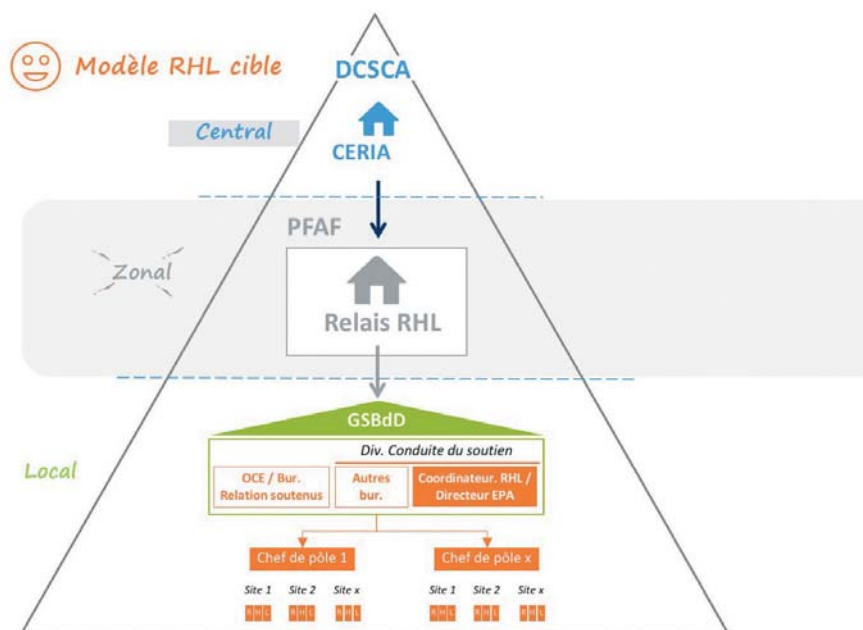 Modèle RHL cible
DCSCA
Central
CERIA
PFAF
Zonal
Relais RHL
GSBdD
Div. Conduite du soutien
Local
OCE / Bur.
Relation soutenus
Autres
bur.
Coordinateur. RHL /
Directeur EPA
Chef de pôle 1
Chef de pôle x
Site 1 Site 2 Site x
Site 1 Site 2 Site x
R H L R H L R H L
R H L R H L R H L